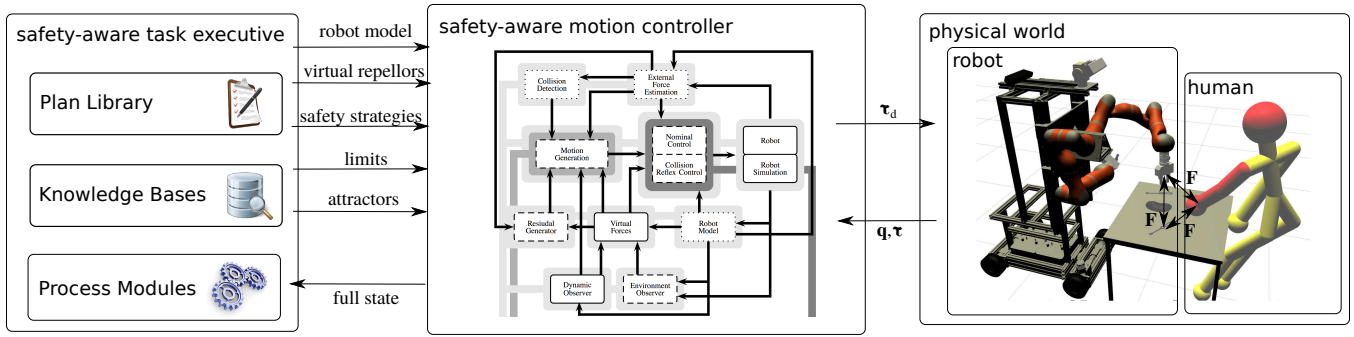 safety-aware task executive
Plan Library
Knowledge Bases
Process Modules
robot model
virtual repellors
safety strategies
limits
attractors
full state
safety-aware motion controller
Collision
Detection
External
Force
Estimation
Motion
Generation
Nominal
Control
Collision
Reflex Control
Robot
Robot
Simulation
Residual
Generator
Virtual
Forces
Robot
Model
Dynamic
Observer
Environment
Observer
τd
q,τ
physical world
robot
human
F
F
F